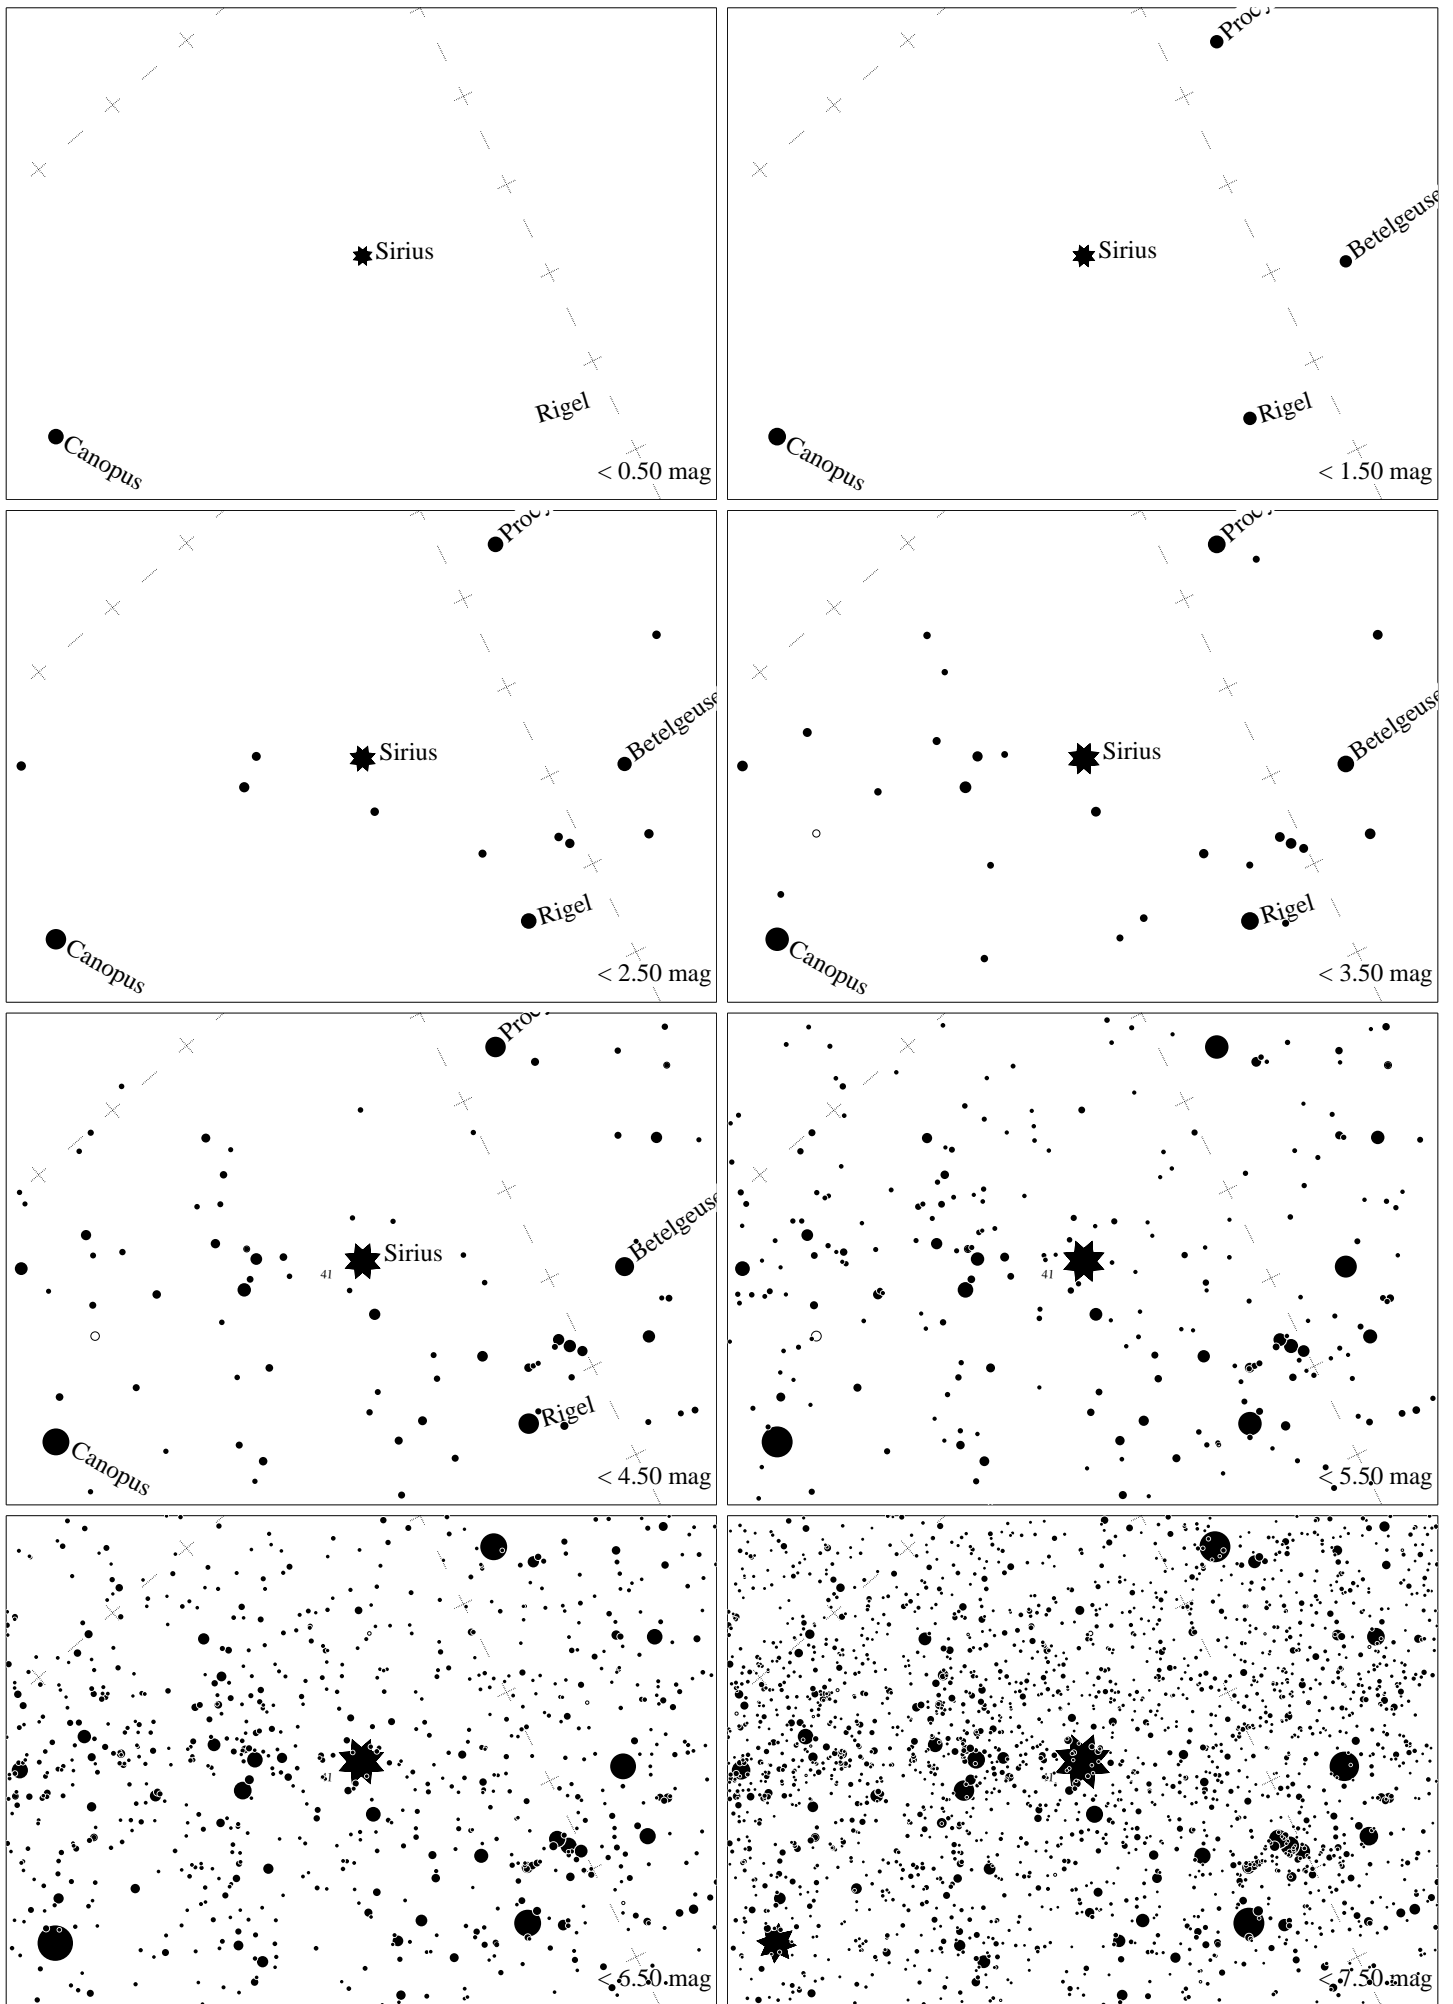 Sirius
Rigel
Canopus
< 0.50 mag
Sirius
Betelgeuse
Rigel
Canopus
< 1.50 mag
Sirius
Betelgeuse
Rigel
Canopus
< 2.50 mag
Sirius
Betelgeuse
Rigel
Canopus
< 3.50 mag
Sirius
Betelgeuse
41
Rigel
Canopus
< 4.50 mag
41
< 5.50 mag
41
< 6.50 mag
< 7.50 mag